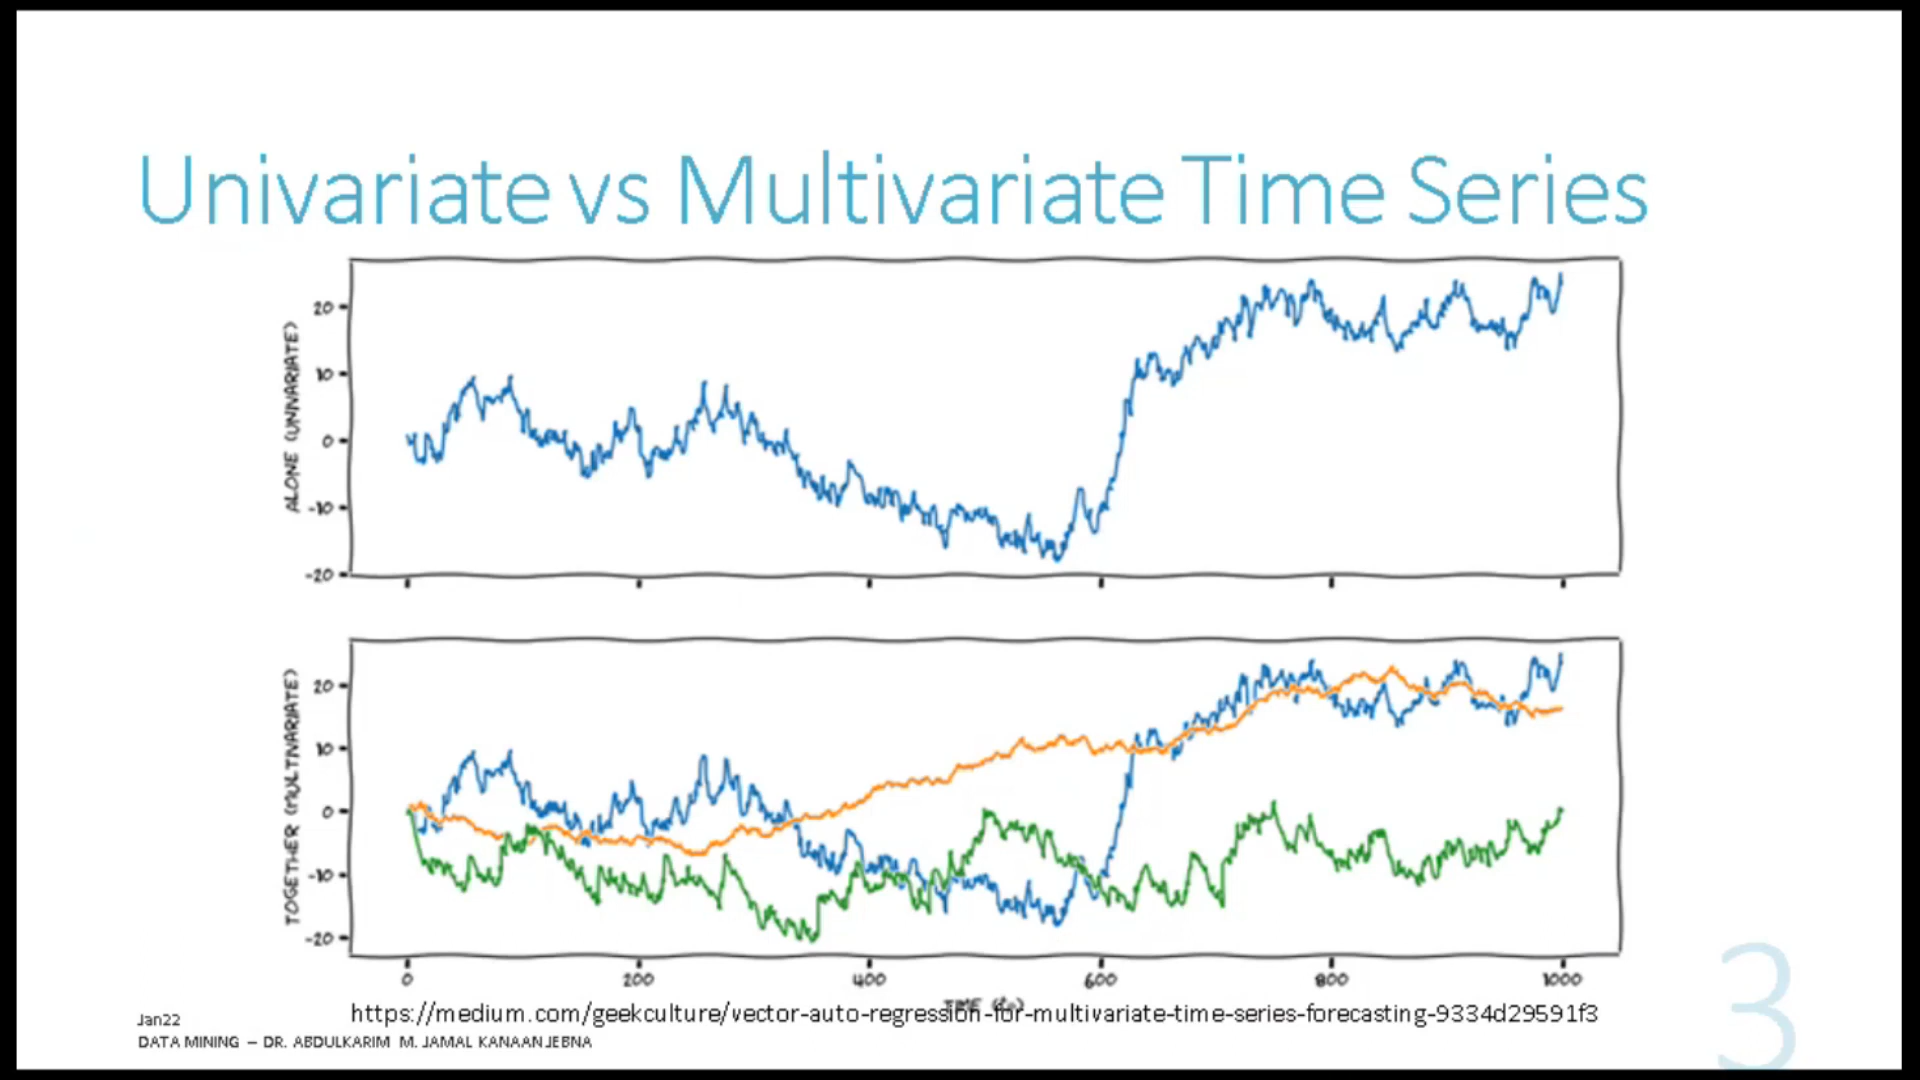 Univariate vs Multivariate Time Series
ALONE (UNIVARIATE)
20
10
0
-10
-20
TOGETHER (MULTIVARIATE)
20
10
0
-10
-20
0 200 400 600 800 1000
TIME
https://medium.com/geekculture/vector-auto-regression-for-multivariate-time-series-forecasting-9334d29591f3
Jan22
DATA MINING – DR. ABDULKARIM M. JAMAL KANAAN JEBNA
3